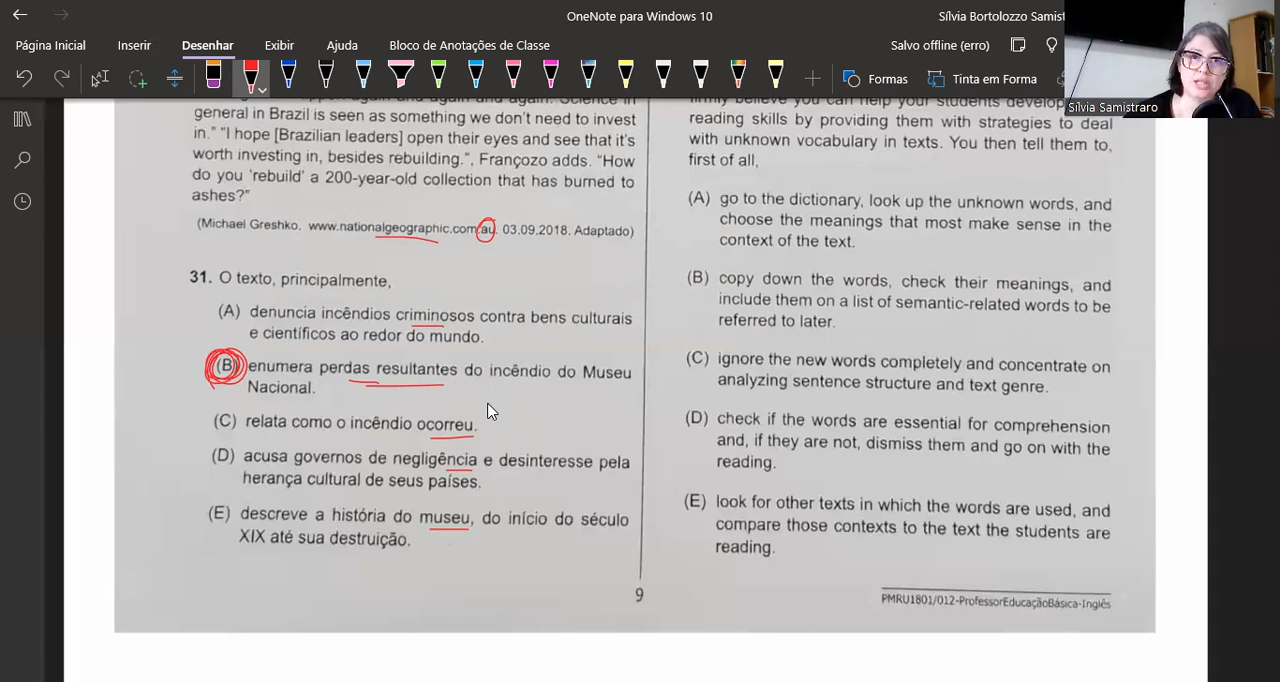 OneNote para Windows 10
Sílvia Bortolozzo Samist
Página Inicial
Inserir
Desenhar
Exibir
Ajuda
Bloco de Anotações de Classe
Salvo offline (erro)
Formas
Tinta em Forma
Sílvia Samistraro
general in Brazil is seen as something we don't need to invest
in." "I hope [Brazilian leaders] open their eyes and see that it's
worth investing in, besides rebuilding.", Françozo adds. "How
do you 'rebuild' a 200-year-old collection that has burned to
ashes?"
(Michael Greshko. www.nationalgeographic.com.au. 03.09.2018. Adaptado)
31. O texto, principalmente,
(A) denuncia incêndios criminosos contra bens culturais
e científicos ao redor do mundo.
(B) enumera perdas resultantes do incêndio do Museu
Nacional.
(C) relata como o incêndio ocorreu.
(D) acusa governos de negligência e desinteresse pela
herança cultural de seus países.
(E) descreve a história do museu, do início do século
XIX até sua destruição.
firmly believe you can help your students develop
reading skills by providing them with strategies to deal
with unknown vocabulary in texts. You then tell them to,
first of all,
(A) go to the dictionary, look up the unknown words, and
choose the meanings that most make sense in the
context of the text.
(B) copy down the words, check their meanings, and
include them on a list of semantic-related words to be
referred to later.
(C) ignore the new words completely and concentrate on
analyzing sentence structure and text genre.
(D) check if the words are essential for comprehension
and, if they are not, dismiss them and go on with the
reading.
(E) look for other texts in which the words are used, and
compare those contexts to the text the students are
reading.
9
PMRU1801/012-ProfessorEducaçãoBásica-Inglês